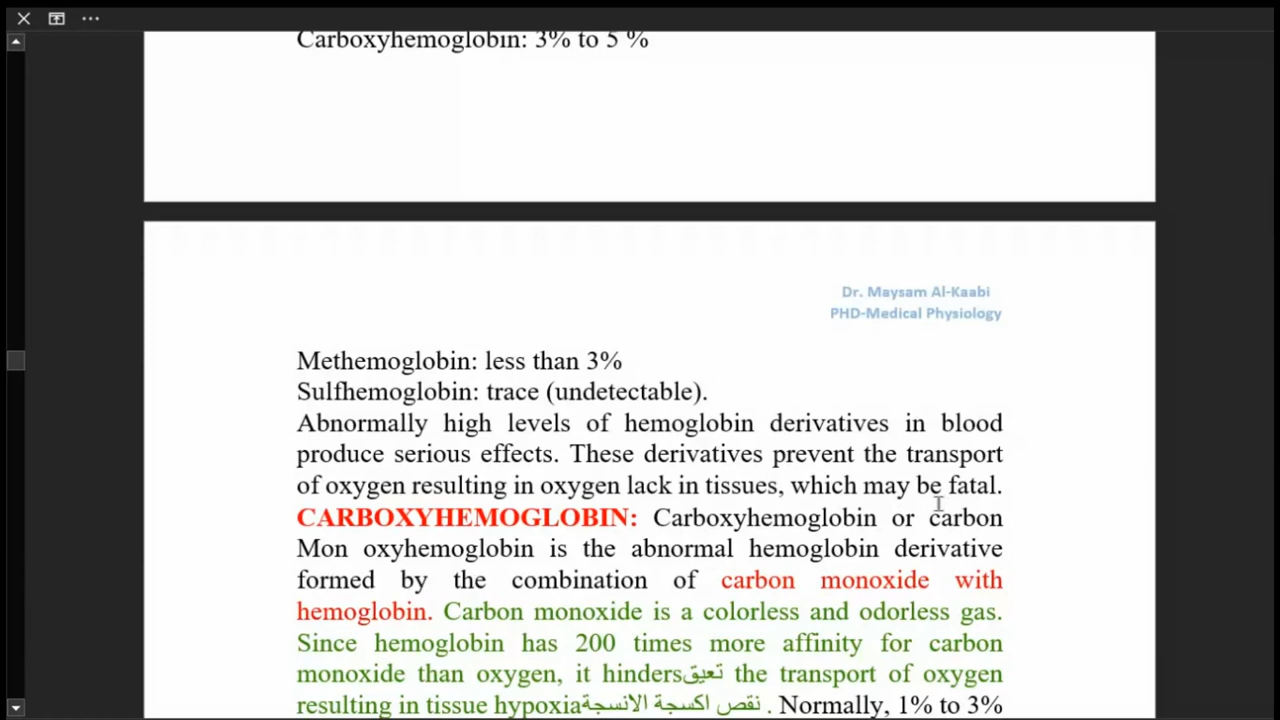 Carboxyhemoglobin: 3% to 5 %
Dr. Maysam Al-Kaabi
PHD-Medical Physiology
Methemoglobin: less than 3%
Sulfhemoglobin: trace (undetectable).
Abnormally high levels of hemoglobin derivatives in blood
produce serious effects. These derivatives prevent the transport
of oxygen resulting in oxygen lack in tissues, which may be fatal.
CARBOXYHEMOGLOBIN: Carboxyhemoglobin or carbon
Mon oxyhemoglobin is the abnormal hemoglobin derivative
formed by the combination of carbon monoxide with
hemoglobin. Carbon monoxide is a colorless and odorless gas.
Since hemoglobin has 200 times more affinity for carbon
monoxide than oxygen, it hindersتعيق the transport of oxygen
resulting in tissue hypoxiaنقص اكسجة الانسجة . Normally, 1% to 3%